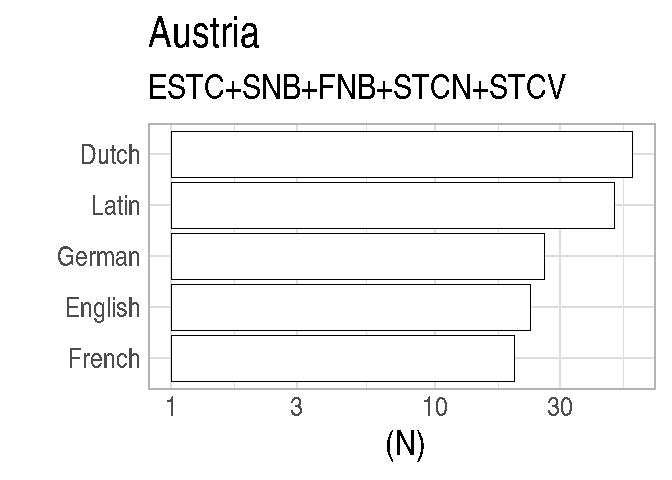 Austria
ESTC+SNB+FNB+STCN+STCV
Dutch
Latin
German
English
French
1 3 10 30
(N)